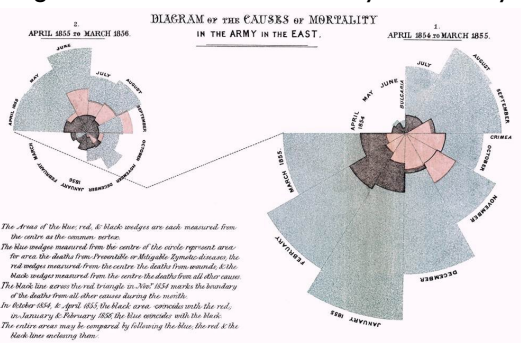 DIAGRAM OF THE CAUSES OF MORTALITY
IN THE ARMY IN THE EAST.
2.
APRIL 1855 TO MARCH 1856.
1.
APRIL 1854 TO MARCH 1855.
APRIL 1855
MAY
JUNE
JULY
AUGUST
SEPTEMBER
OCTOBER
NOVEMBER
DECEMBER
JANUARY 1856
FEBRUARY
MARCH
APRIL 1854
MAY
JUNE
JULY
AUGUST
SEPTEMBER
OCTOBER
NOVEMBER
DECEMBER
JANUARY 1855
FEBRUARY
MARCH 1855
BULGARIA
CRIMEA
The Areas of the blue, red, & black wedges are each measured from
the centre as the common vertex.
The blue wedges measured from the centre of the circle represent area
for area the deaths from Preventible or Mitigable Zymotic diseases, the
red wedges measured from the centre the deaths from wounds, & the
black wedges measured from the centre the deaths from all other causes.
The black line across the red triangle in Nov.r 1854 marks the boundary
of the deaths from all other causes during the month.
In October 1854, & April 1855, the black area coincides with the red,
in January & February 1856, the blue coincides with the black.
The entire areas may be compared by following the blue, the red & the
black lines enclosing them.